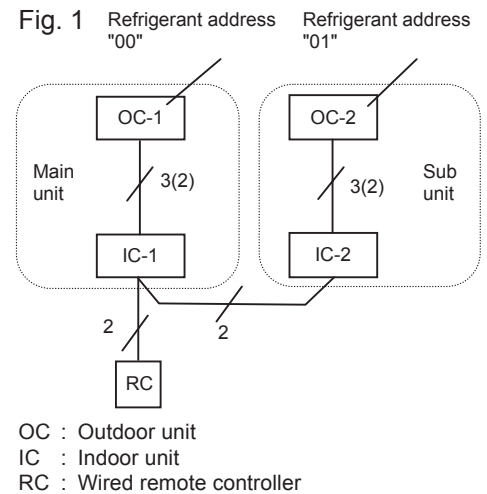 Fig. 1
Refrigerant address "00"
Refrigerant address "01"
OC-1
OC-2
Main unit
3(2)
3(2)
Sub unit
IC-1
IC-2
2
2
RC
OC : Outdoor unit
IC : Indoor unit
RC : Wired remote controller